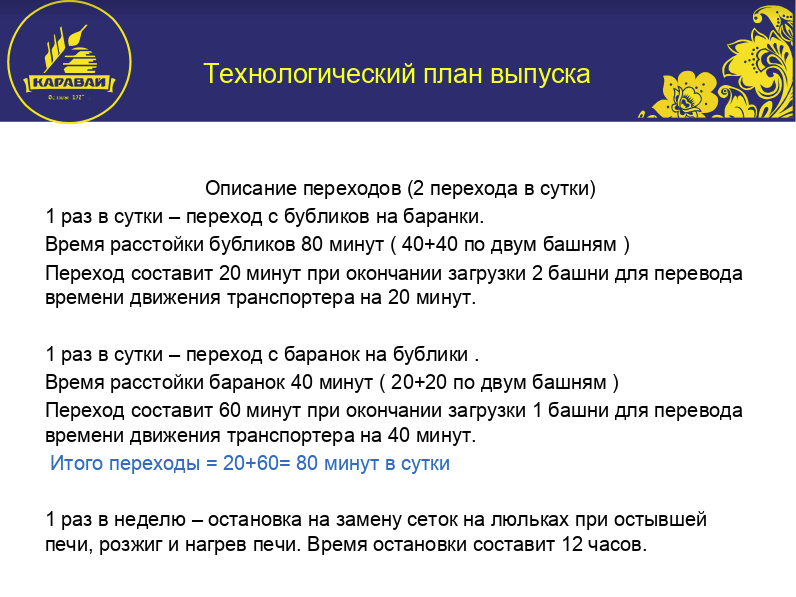 КАРАВАЙ
Технологический план выпуска
Описание переходов (2 перехода в сутки)
1 раз в сутки – переход с бубликов на баранки.
Время расстойки бубликов 80 минут ( 40+40 по двум башням )
Переход составит 20 минут при окончании загрузки 2 башни для перевода
времени движения транспортера на 20 минут.
1 раз в сутки – переход с баранок на бублики .
Время расстойки баранок 40 минут ( 20+20 по двум башням )
Переход составит 60 минут при окончании загрузки 1 башни для перевода
времени движения транспортера на 40 минут.
Итого переходы = 20+60= 80 минут в сутки
1 раз в неделю – остановка на замену сеток на люльках при остывшей
печи, розжиг и нагрев печи. Время остановки составит 12 часов.